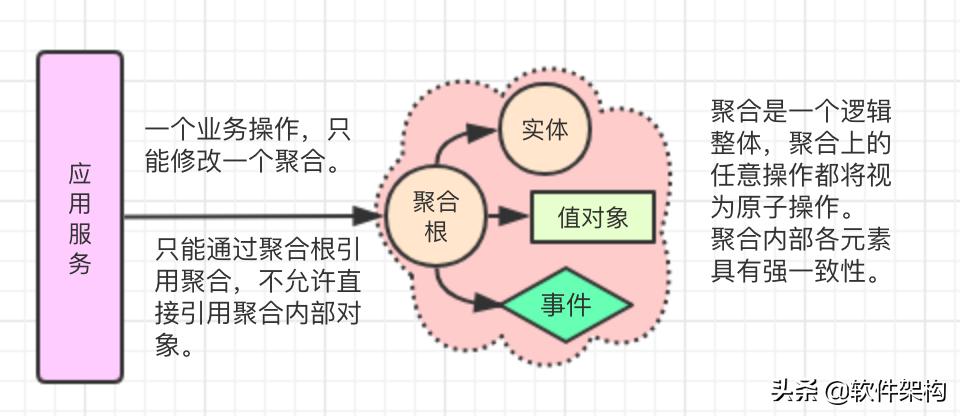 应用服务
一个业务操作，只
能修改一个聚合。
只能通过聚合根引
用聚合，不允许直
接引用聚合内部对
象。
聚合
根
实体
值对象
事件
聚合是一个逻辑
整体，聚合上的
任意操作都将视
为原子操作。
聚合内部各元素
具有强一致性。
头条 @软件架构